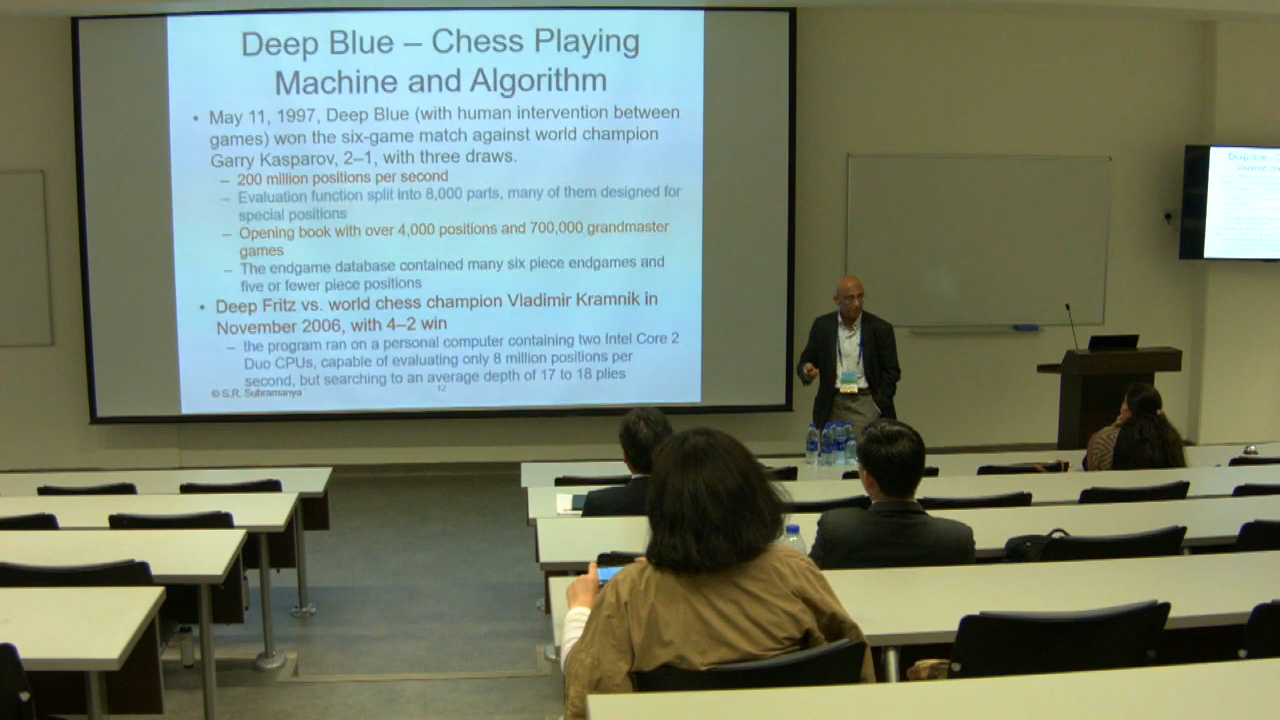 Deep Blue – Chess Playing
Machine and Algorithm
• May 11, 1997, Deep Blue (with human intervention between
games) won the six-game match against world champion
Garry Kasparov, 2–1, with three draws.
– 200 million positions per second
– Evaluation function split into 8,000 parts, many of them designed for
special positions
– Opening book with over 4,000 positions and 700,000 grandmaster
games
– The endgame database contained many six piece endgames and
five or fewer piece positions
• Deep Fritz vs. world chess champion Vladimir Kramnik in
November 2006, with 4–2 win
– the program ran on a personal computer containing two Intel Core 2
Duo CPUs, capable of evaluating only 8 million positions per
second, but searching to an average depth of 17 to 18 plies
© S.R. Subramanya
12